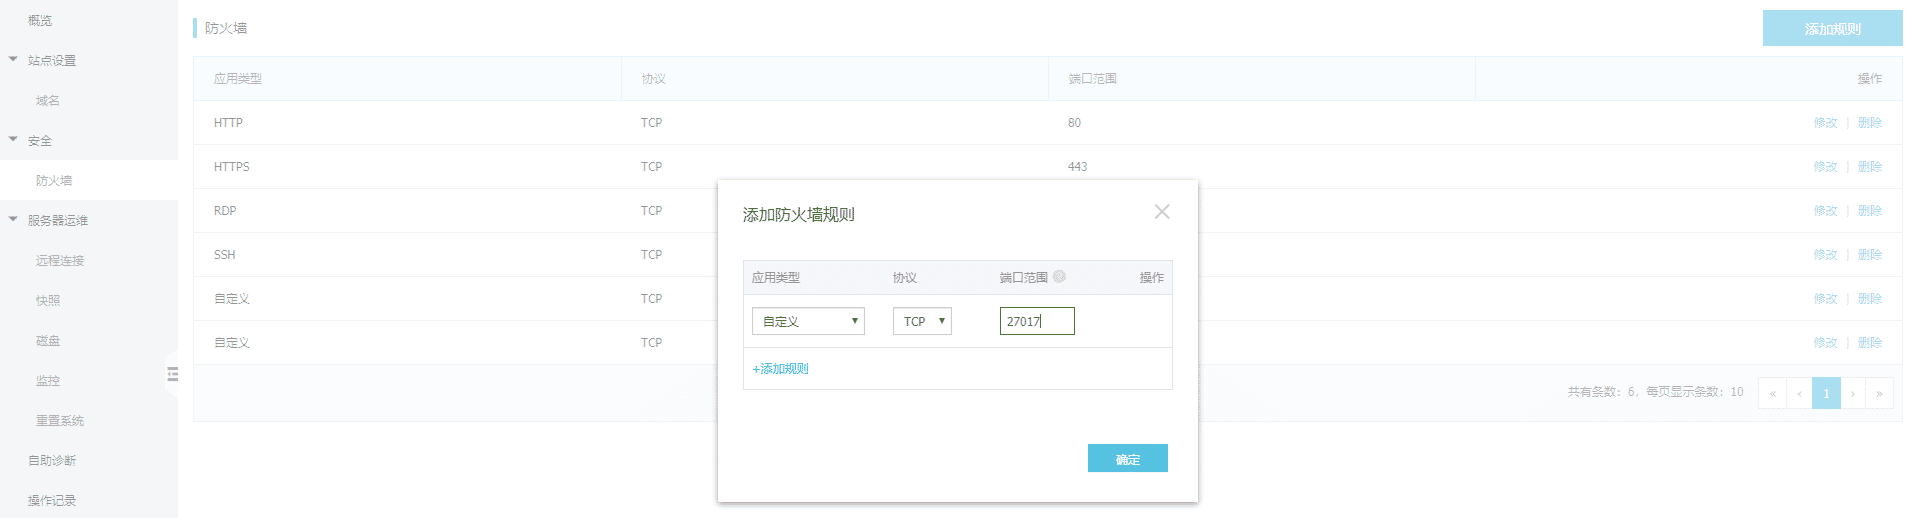 概览
站点设置
域名
安全
防火墙
服务器运维
远程连接
快照
磁盘
监控
重置系统
自助诊断
操作记录
防火墙
添加规则
应用类型 协议 端口范围 操作
HTTP TCP 80 修改 | 删除
HTTPS TCP 443 修改 | 删除
RDP TCP 修改 | 删除
SSH TCP 修改 | 删除
自定义 TCP 修改 | 删除
自定义 TCP 修改 | 删除
共有条数: 6, 每页显示条数: 10 « ‹ 1 › »
添加防火墙规则
应用类型 协议 端口范围 操作
自定义 TCP 27017
+添加规则
确定